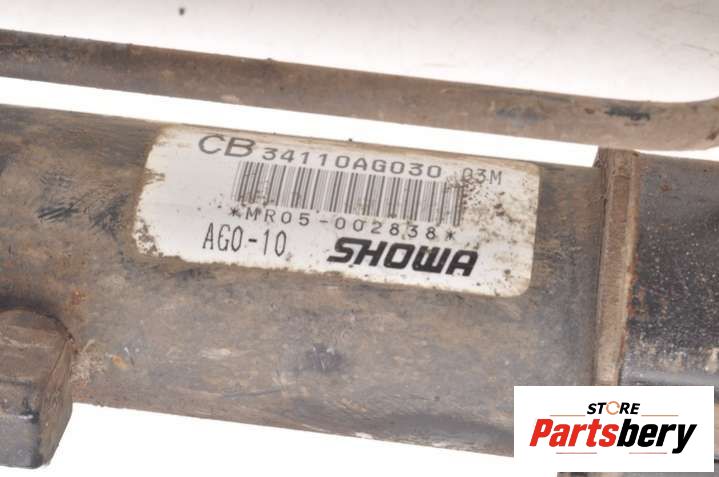 CB 34110AG030 03M
*MR05-002838*
AG0-10 SHOWA
STORE
Partsbery